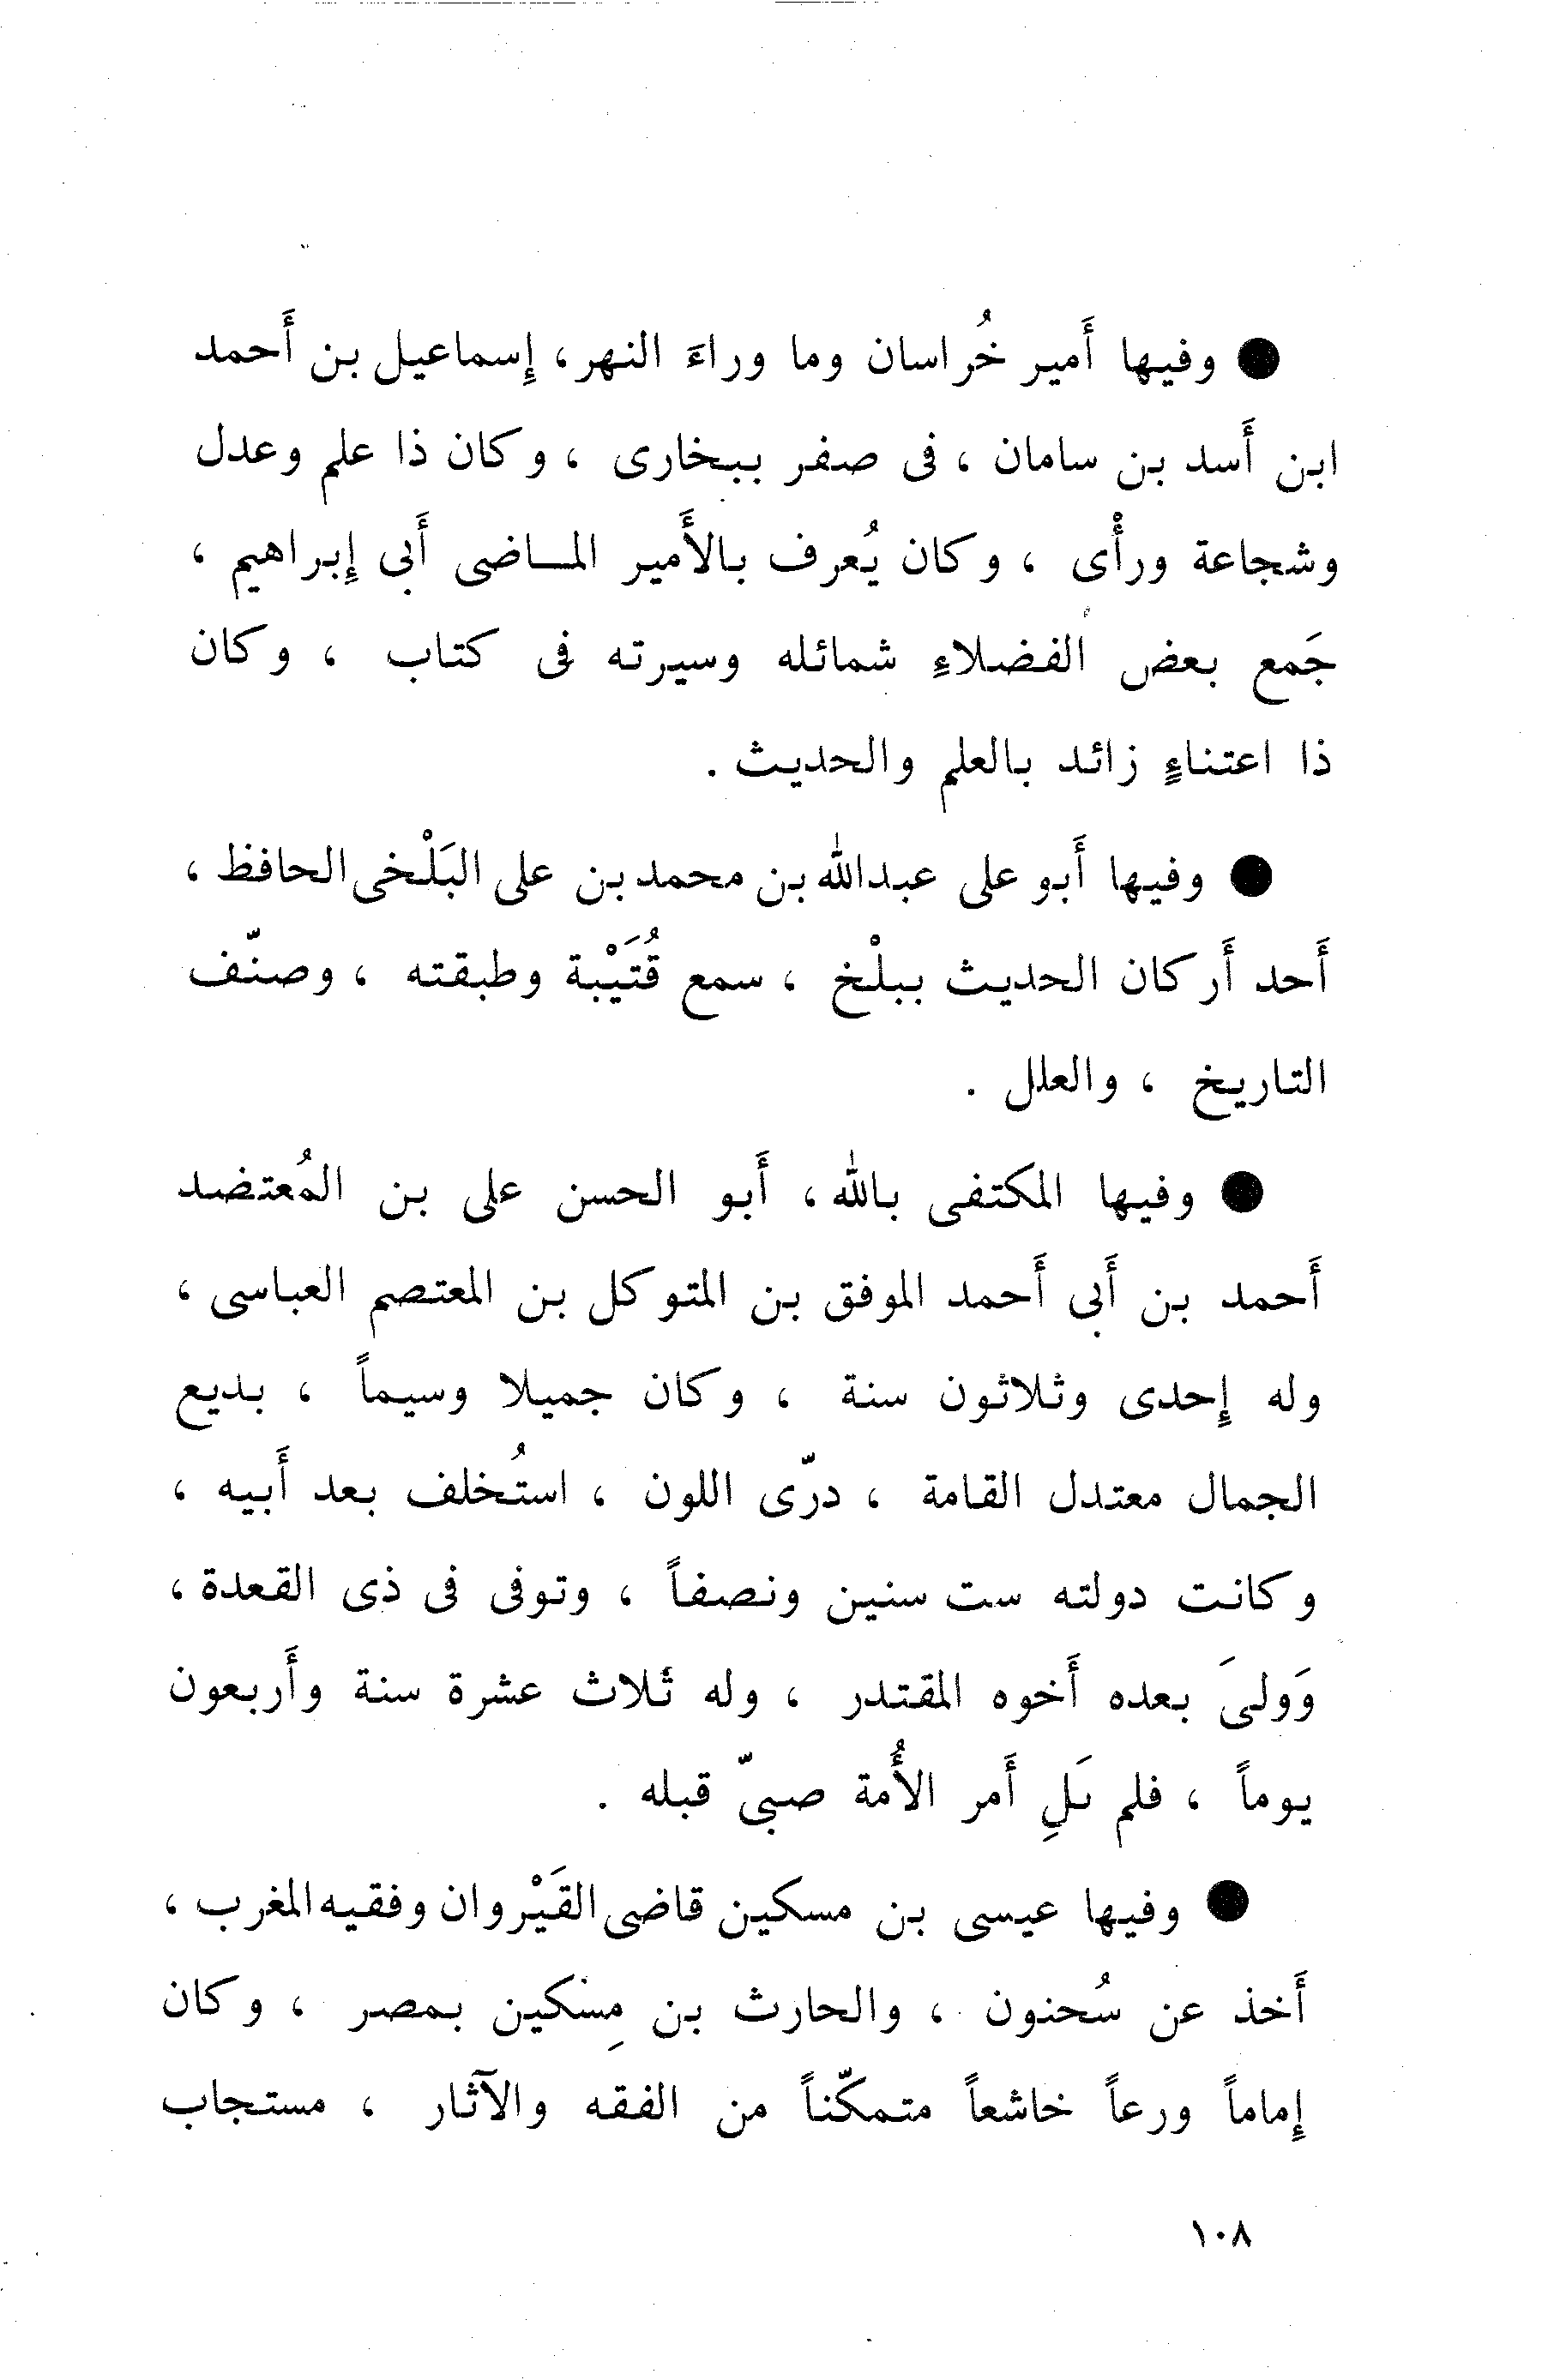 ● وفيها أَمير خُراسان وما وراءَ النهر، إِسماعيل بن أَحمد
ابن أَسد بن سامان ، فى صفر ببخارى ، وكان ذا علم وعدل
وشجاعة ورأْى ، وكان يُعرف بالأَمير المـاضى أَبى إِبراهيم ،
جَمع بعض الفضلاءِ شمائله وسيرته فى كتاب ، وكان
ذا اعتناءٍ زائد بالعلم والحديث .
● وفيها أَبو على عبدالله بن محمد بن على البَلْخى الحافظ ،
أَحد أَركان الحديث ببلْخ ، سمع قُتَيْبة وطبقته ، وصنّف
التاريخ ، والعلل .
● وفيها المكتفى بالله ، أَبو الحسن على بن المُعتضد
أَحمد بن أَبى أَحمد الموفق بن المتوكل بن المعتصم العباسى ،
وله إِحدى وثلاثون سنة ، وكان جميلا وسيماً ، بديع
الجمال معتدل القامة ، درّى اللون ، استُخلف بعد أَبيه ،
وكانت دولته ست سنين ونصفاً ، وتوفى فى ذى القعدة ،
وَولىَ بعده أَخوه المقتدر ، وله ثلاث عشرة سنة وأَربعون
يوماً ، فلم يَلِ أَمر الأُمة صبىّ قبله .
● وفيها عيسى بن مسكين قاضى القَيْروان وفقيه المغرب ،
أَخذ عن سُحنون ، والحارث بن مِسْكين بمصر ، وكان
إِماماً ورعاً خاشعاً متمكّناً من الفقه والآثار ، مستجاب
١٠٨